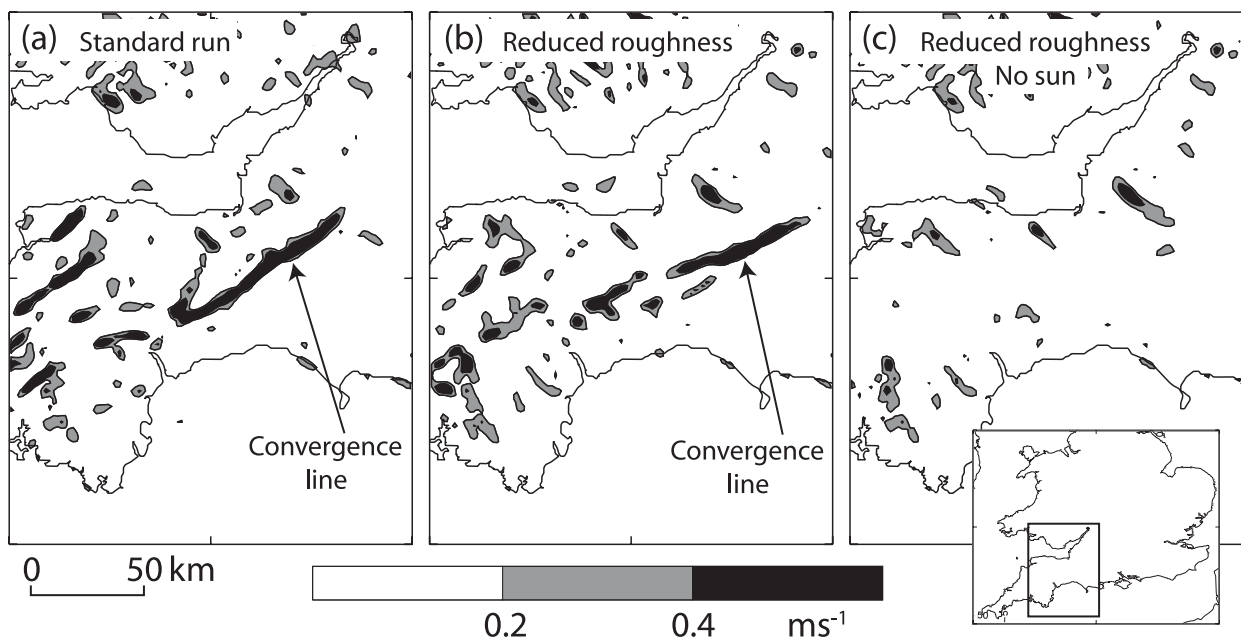 (a) Standard run
Convergence
line
(b) Reduced roughness
Convergence
line
(c) Reduced roughness
No sun
0 50 km
0.2 0.4 ms⁻¹